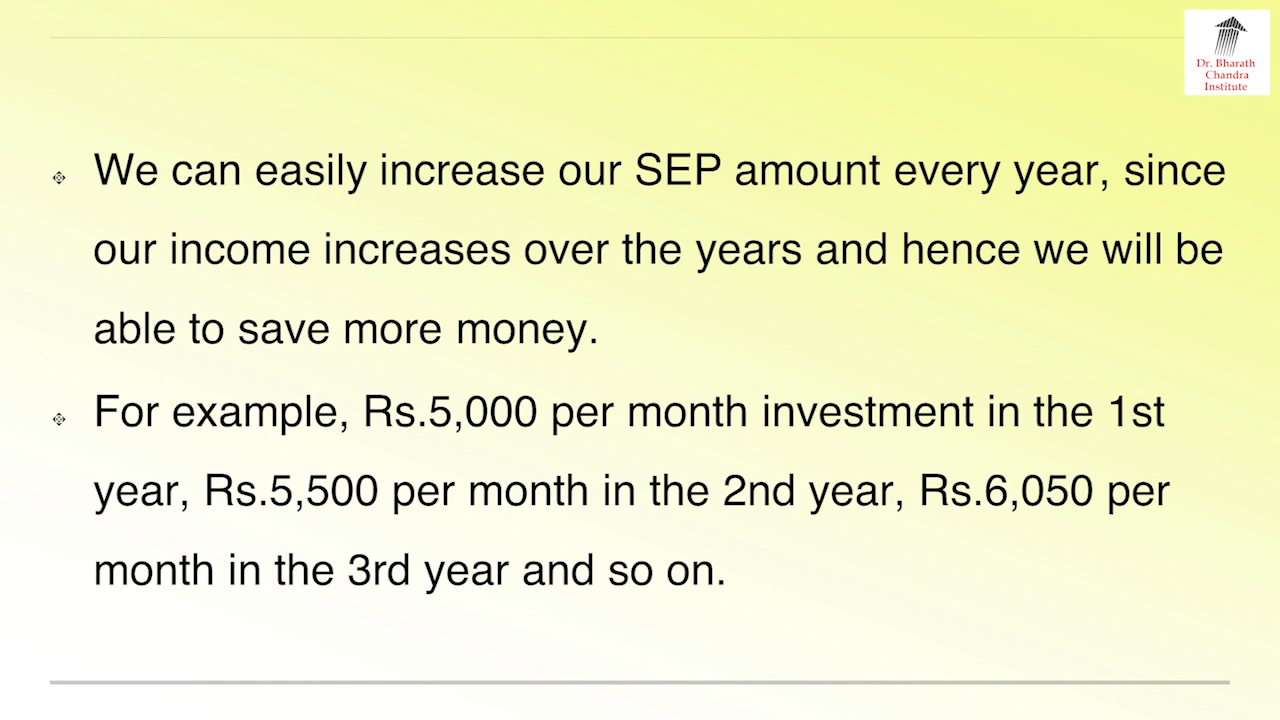 Dr. Bharath
Chandra
Institute
We can easily increase our SEP amount every year, since
our income increases over the years and hence we will be
able to save more money.
For example, Rs.5,000 per month investment in the 1st
year, Rs.5,500 per month in the 2nd year, Rs.6,050 per
month in the 3rd year and so on.